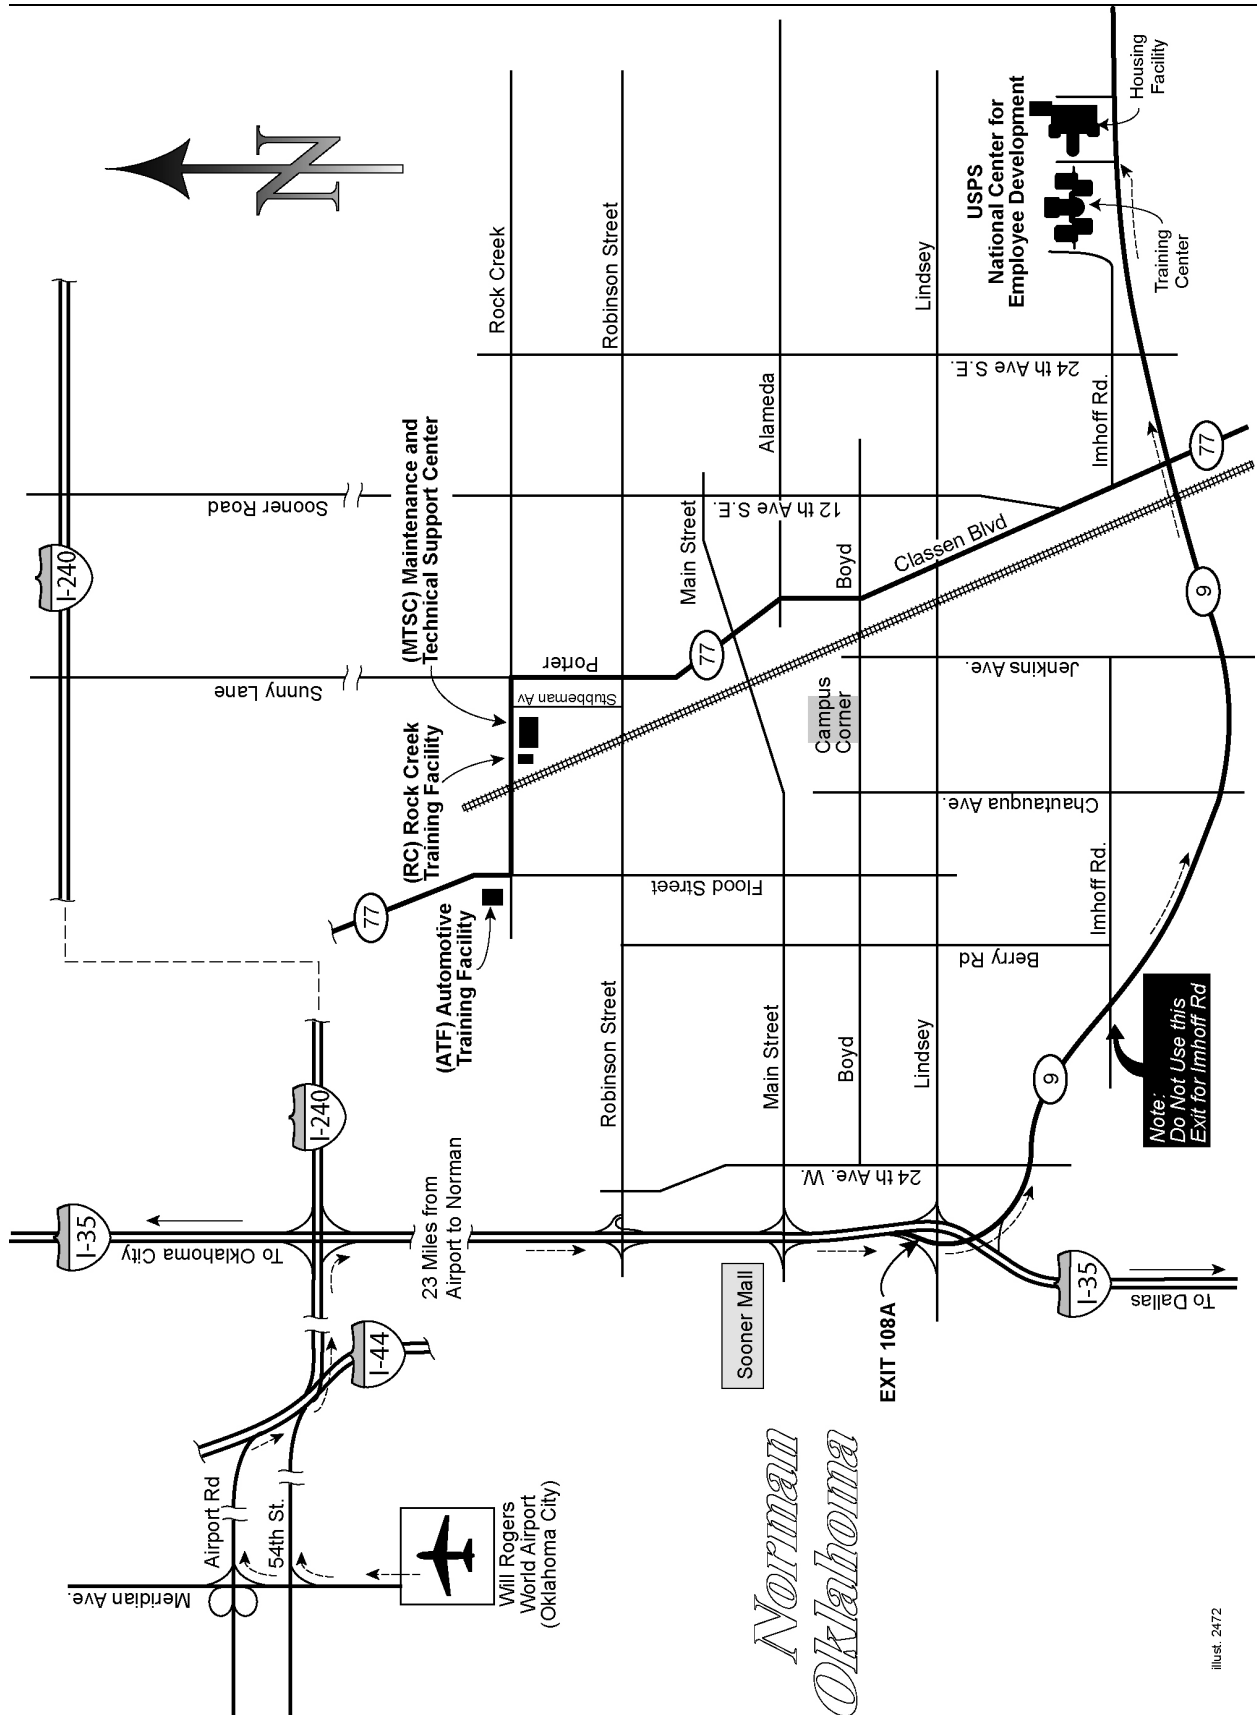 Meridian Ave.
Airport Rd
54th St.
Will Rogers
World Airport
(Oklahoma City)
I-44
I-35
To Oklahoma City
I-240
I-240
23 Miles from
Airport to Norman
N
Sunny Lane
Sooner Road
77
(ATF) Automotive
Training Facility
(RC) Rock Creek
Training Facility
(MTSC) Maintenance and
Technical Support Center
Rock Creek
Robinson Street
Robinson Street
Stubbeman Av
Porter
Flood Street
77
Main Street
Main Street
12 th Ave S.E.
Alameda
Sooner Mall
24 th Ave. W.
Boyd
Boyd
Campus
Corner
Classen Blvd
Lindsey
Lindsey
EXIT 108A
Berry Rd
Chautauqua Ave.
Jenkins Ave.
24 th Ave S.E.
USPS
National Center for
Employee Development
Imhoff Rd.
Imhoff Rd.
9
9
77
Training
Center
Housing
Facility
Note:
Do Not Use this
Exit for Imhoff Rd
I-35
To Dallas
Norman
Oklahoma
illust. 2472